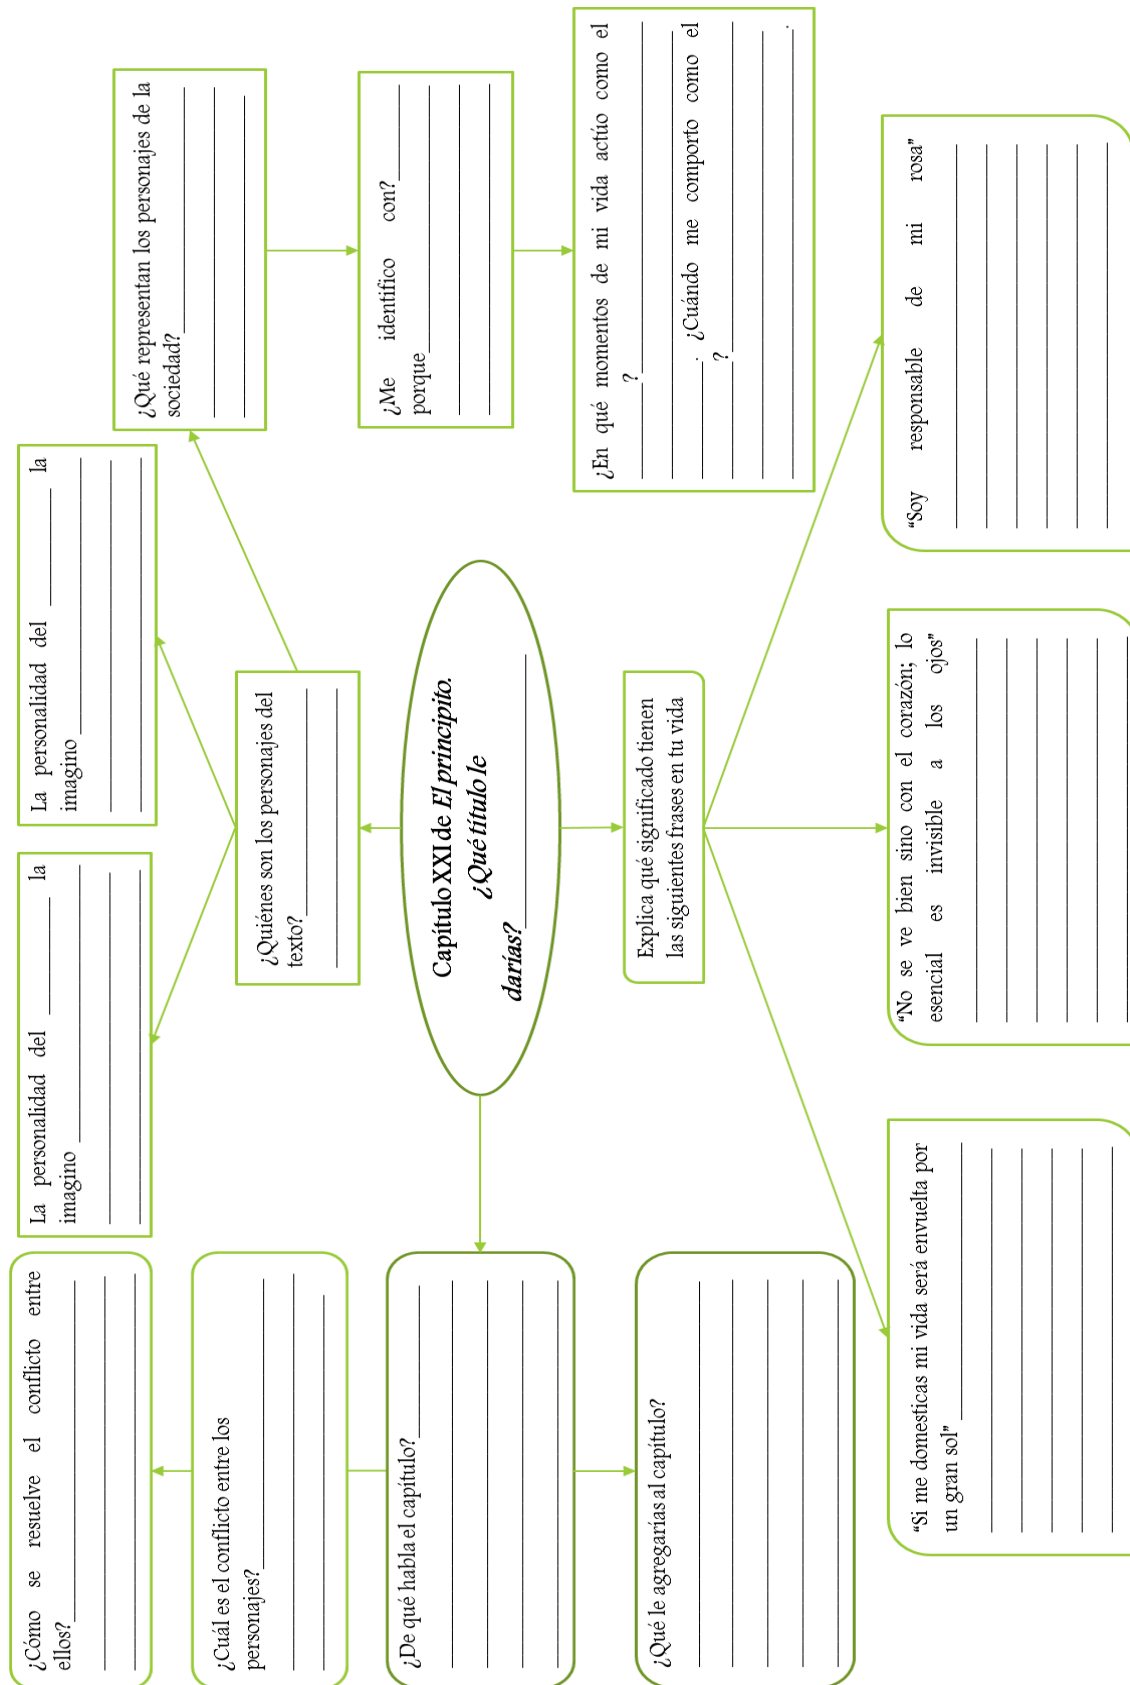 ¿Cómo se resuelve el conflicto entre
ellos?
La personalidad del ______ la
imagino
La personalidad del ______ la
imagino
¿Qué representan los personajes de la
sociedad?
¿Cuál es el conflicto entre los
personajes?
¿Quiénes son los personajes del
texto?
¿Me identifico con?
porque
¿De qué habla el capítulo?
Capítulo XXI de El principito.
¿Qué título le
darías?
¿En qué momentos de mi vida actúo como el
______?
______. ¿Cuándo me comporto como el
______?
______.
¿Qué le agregarías al capítulo?
Explica qué significado tienen
las siguientes frases en tu vida
“Si me domesticas mi vida será envuelta por
un gran sol”
“No se ve bien sino con el corazón; lo
esencial es invisible a los ojos”
“Soy responsable de mi rosa”